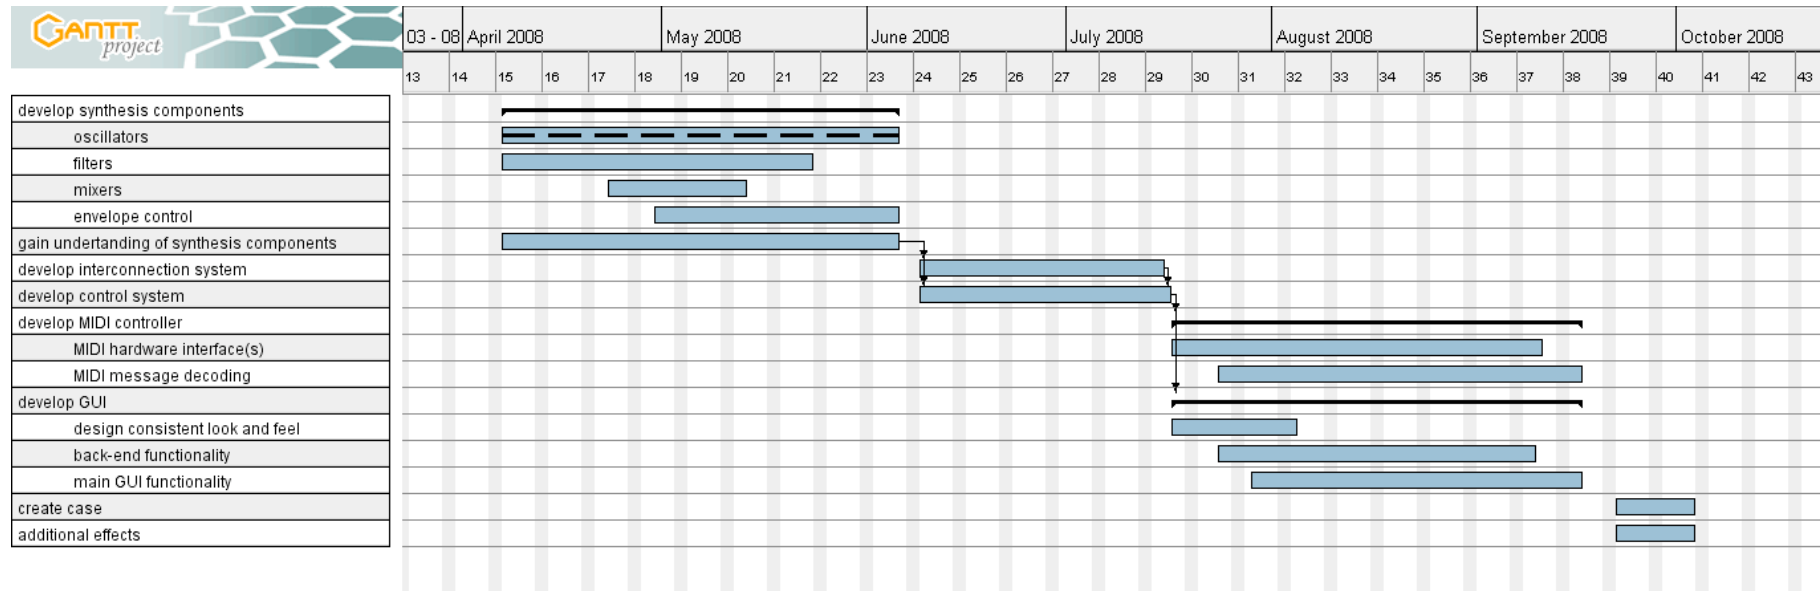 GANTT
project
03 - 08 April 2008 May 2008 June 2008 July 2008 August 2008 September 2008 October 2008
13 14 15 16 17 18 19 20 21 22 23 24 25 26 27 28 29 30 31 32 33 34 35 36 37 38 39 40 41 42 43
develop synthesis components
oscillators
filters
mixers
envelope control
gain undertanding of synthesis components
develop interconnection system
develop control system
develop MIDI controller
MIDI hardware interface(s)
MIDI message decoding
develop GUI
design consistent look and feel
back-end functionality
main GUI functionality
create case
additional effects